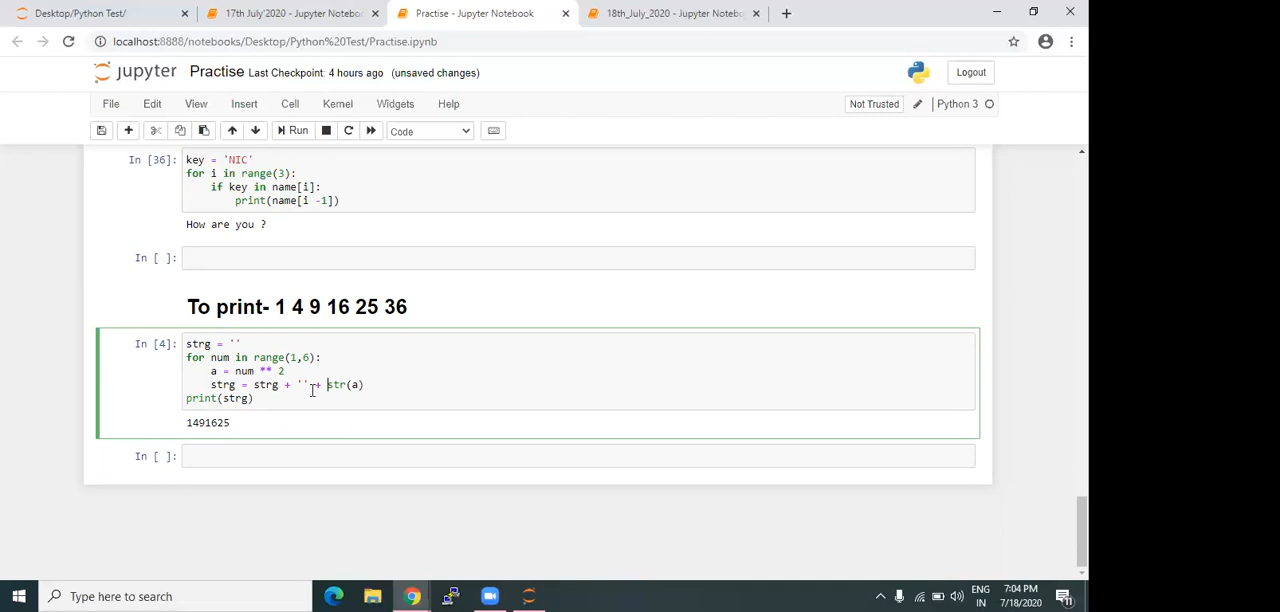 Desktop/Python Test/
17th July'2020 - Jupyter Noteboo
Practise - Jupyter Notebook
18th_July_2020 - Jupyter Noteboo
localhost:8888/notebooks/Desktop/Python%20Test/Practise.ipynb
jupyter Practise Last Checkpoint: 4 hours ago (unsaved changes)
Logout
File Edit View Insert Cell Kernel Widgets Help
Not Trusted
Python 3
Run
Code
In [36]:
key = 'NIC'
for i in range(3):
if key in name[i]:
print(name[i -1])
How are you ?
In [ ]:
To print- 1 4 9 16 25 36
In [4]:
strg = ''
for num in range(1,6):
a = num ** 2
strg = strg + '' + str(a)
print(strg)
1491625
In [ ]:
Type here to search
ENG
IN
7:04 PM
7/18/2020
11